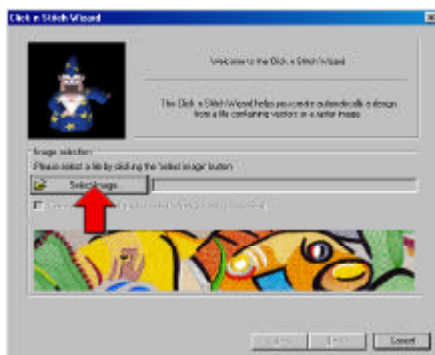 Click n Stitch Wizard
Welcome to the Click n Stitch Wizard
The Click n Stitch Wizard helps you create automatically a design
from a file containing vectors or a raster image.
Image selection
Please select a file by clicking the 'Select image' button
Select Image...
Cancel